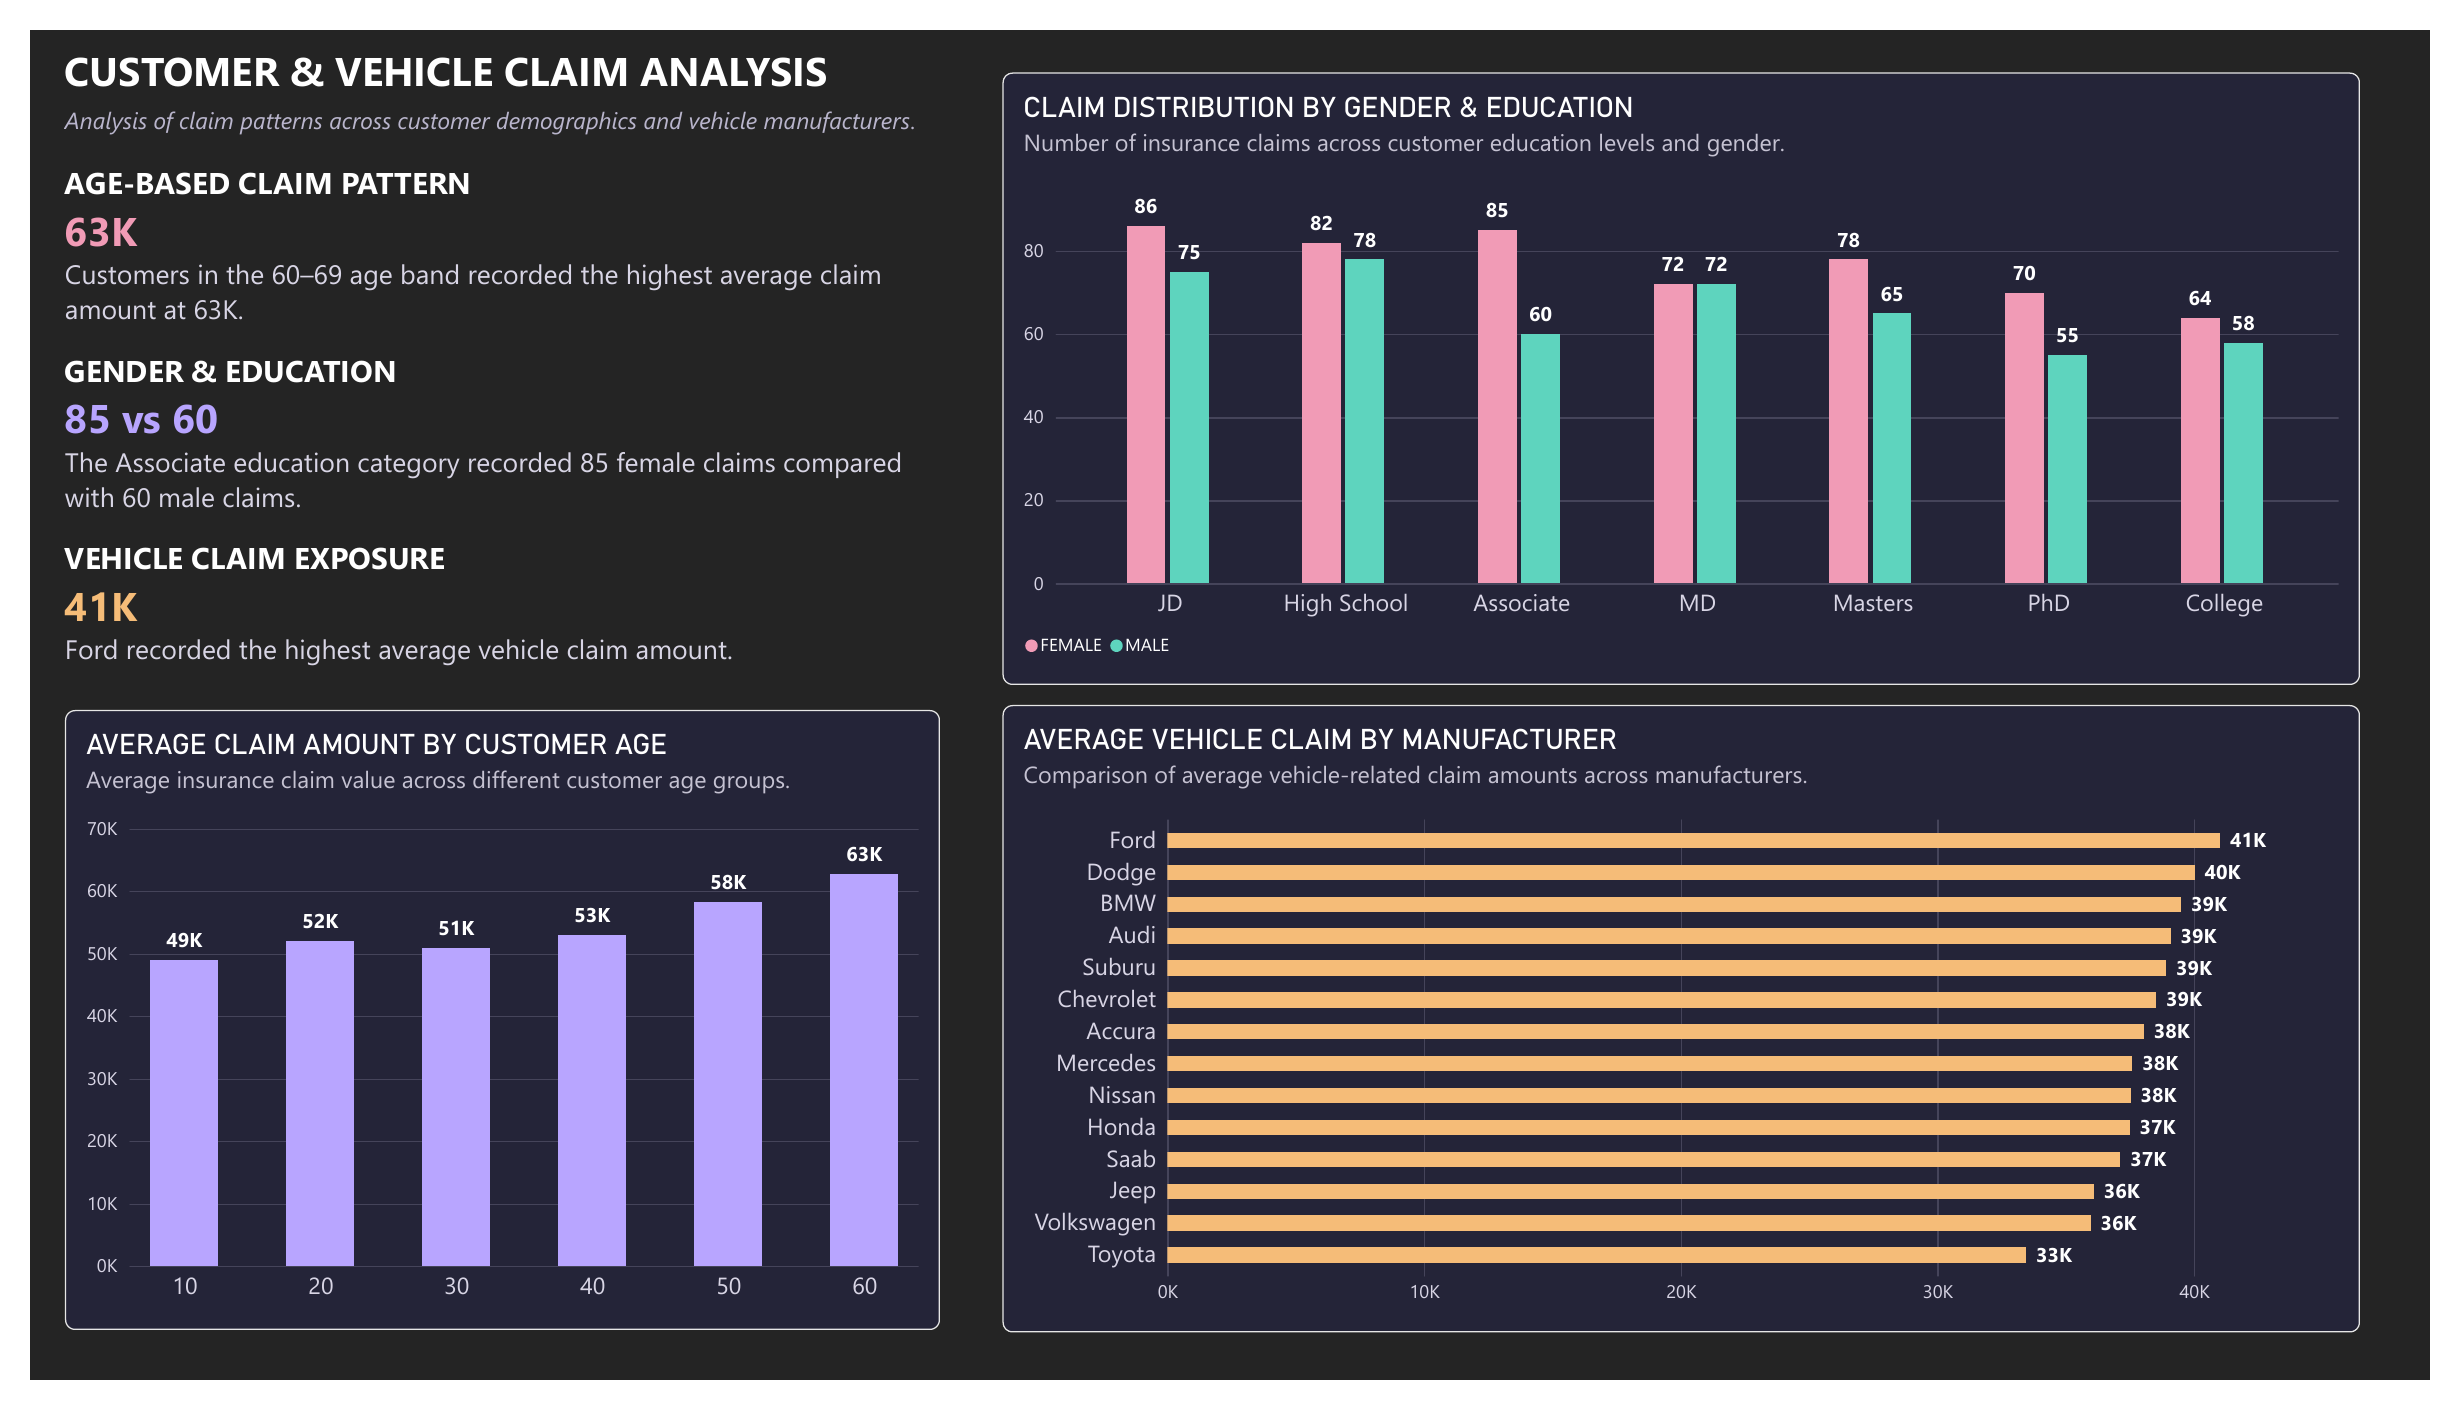 CUSTOMER & VEHICLE CLAIM ANALYSIS
Analysis of claim patterns across customer demographics and vehicle manufacturers.
AGE-BASED CLAIM PATTERN
63K
Customers in the 60–69 age band recorded the highest average claim
amount at 63K.
GENDER & EDUCATION
85 vs 60
The Associate education category recorded 85 female claims compared
with 60 male claims.
VEHICLE CLAIM EXPOSURE
41K
Ford recorded the highest average vehicle claim amount.
CLAIM DISTRIBUTION BY GENDER & EDUCATION
Number of insurance claims across customer education levels and gender.
86 75 82 78 85 60 72 72 78 65 70 55 64 58
80
60
40
20
0
JD High School Associate MD Masters PhD College
FEMALE MALE
AVERAGE CLAIM AMOUNT BY CUSTOMER AGE
Average insurance claim value across different customer age groups.
70K
60K
50K
40K
30K
20K
10K
0K
49K 52K 51K 53K 58K 63K
10 20 30 40 50 60
AVERAGE VEHICLE CLAIM BY MANUFACTURER
Comparison of average vehicle-related claim amounts across manufacturers.
Ford 41K
Dodge 40K
BMW 39K
Audi 39K
Suburu 39K
Chevrolet 39K
Accura 38K
Mercedes 38K
Nissan 38K
Honda 37K
Saab 37K
Jeep 36K
Volkswagen 36K
Toyota 33K
0K 10K 20K 30K 40K